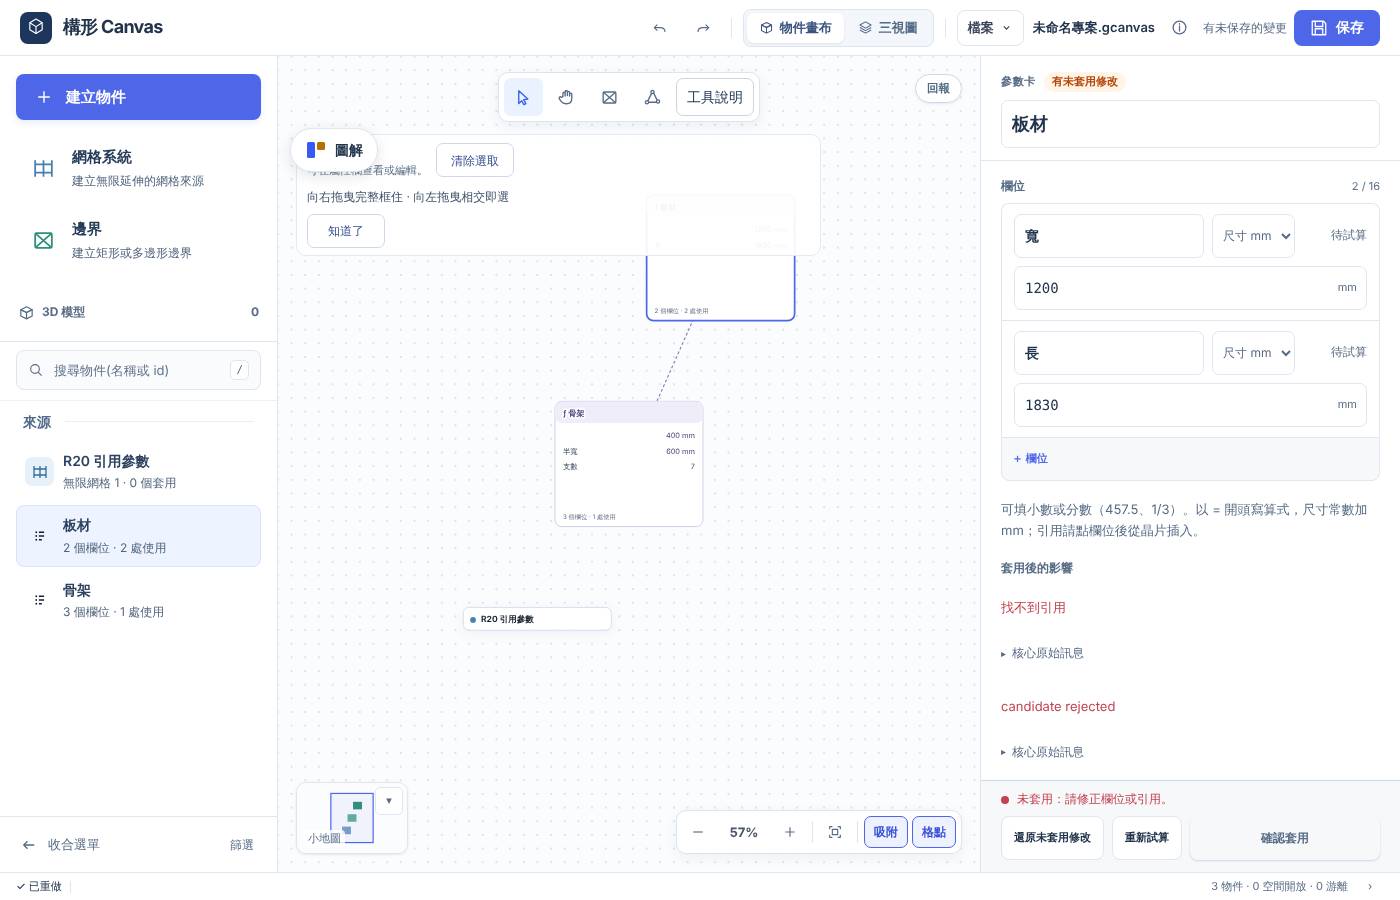 構形 Canvas
物件畫布
三視圖
檔案
未命名專案.gcanvas
有未保存的變更
保存
建立物件
網格系統
建立無限延伸的網格來源
邊界
建立矩形或多邊形邊界
3D 模型
0
搜尋物件(名稱或 id)
/
來源
R20 引用參數
無限網格 1 · 0 個套用
板材
2 個欄位 · 2 處使用
骨架
3 個欄位 · 1 處使用
收合選單
篩選
工具說明
回報
圖解
查看或編輯。
清除選取
向右拖曳完整框住 · 向左拖曳相交即選
知道了
2 個欄位 · 2 處使用
ƒ 骨架
400 mm
半寬
600 mm
支數
7
3 個欄位 · 1 處使用
R20 引用參數
小地圖
57%
吸附
格點
參數卡
有未套用修改
板材
欄位
2 / 16
寬
尺寸 mm
待試算
1200
mm
長
尺寸 mm
待試算
1830
mm
+ 欄位
可填小數或分數（457.5、1/3）。以 = 開頭寫算式，尺寸常數加
mm；引用請點欄位後從晶片插入。
套用後的影響
找不到引用
▸ 核心原始訊息
candidate rejected
▸ 核心原始訊息
未套用：請修正欄位或引用。
還原未套用修改
重新試算
確認套用
已重做
3 物件 · 0 空間開放 · 0 游離